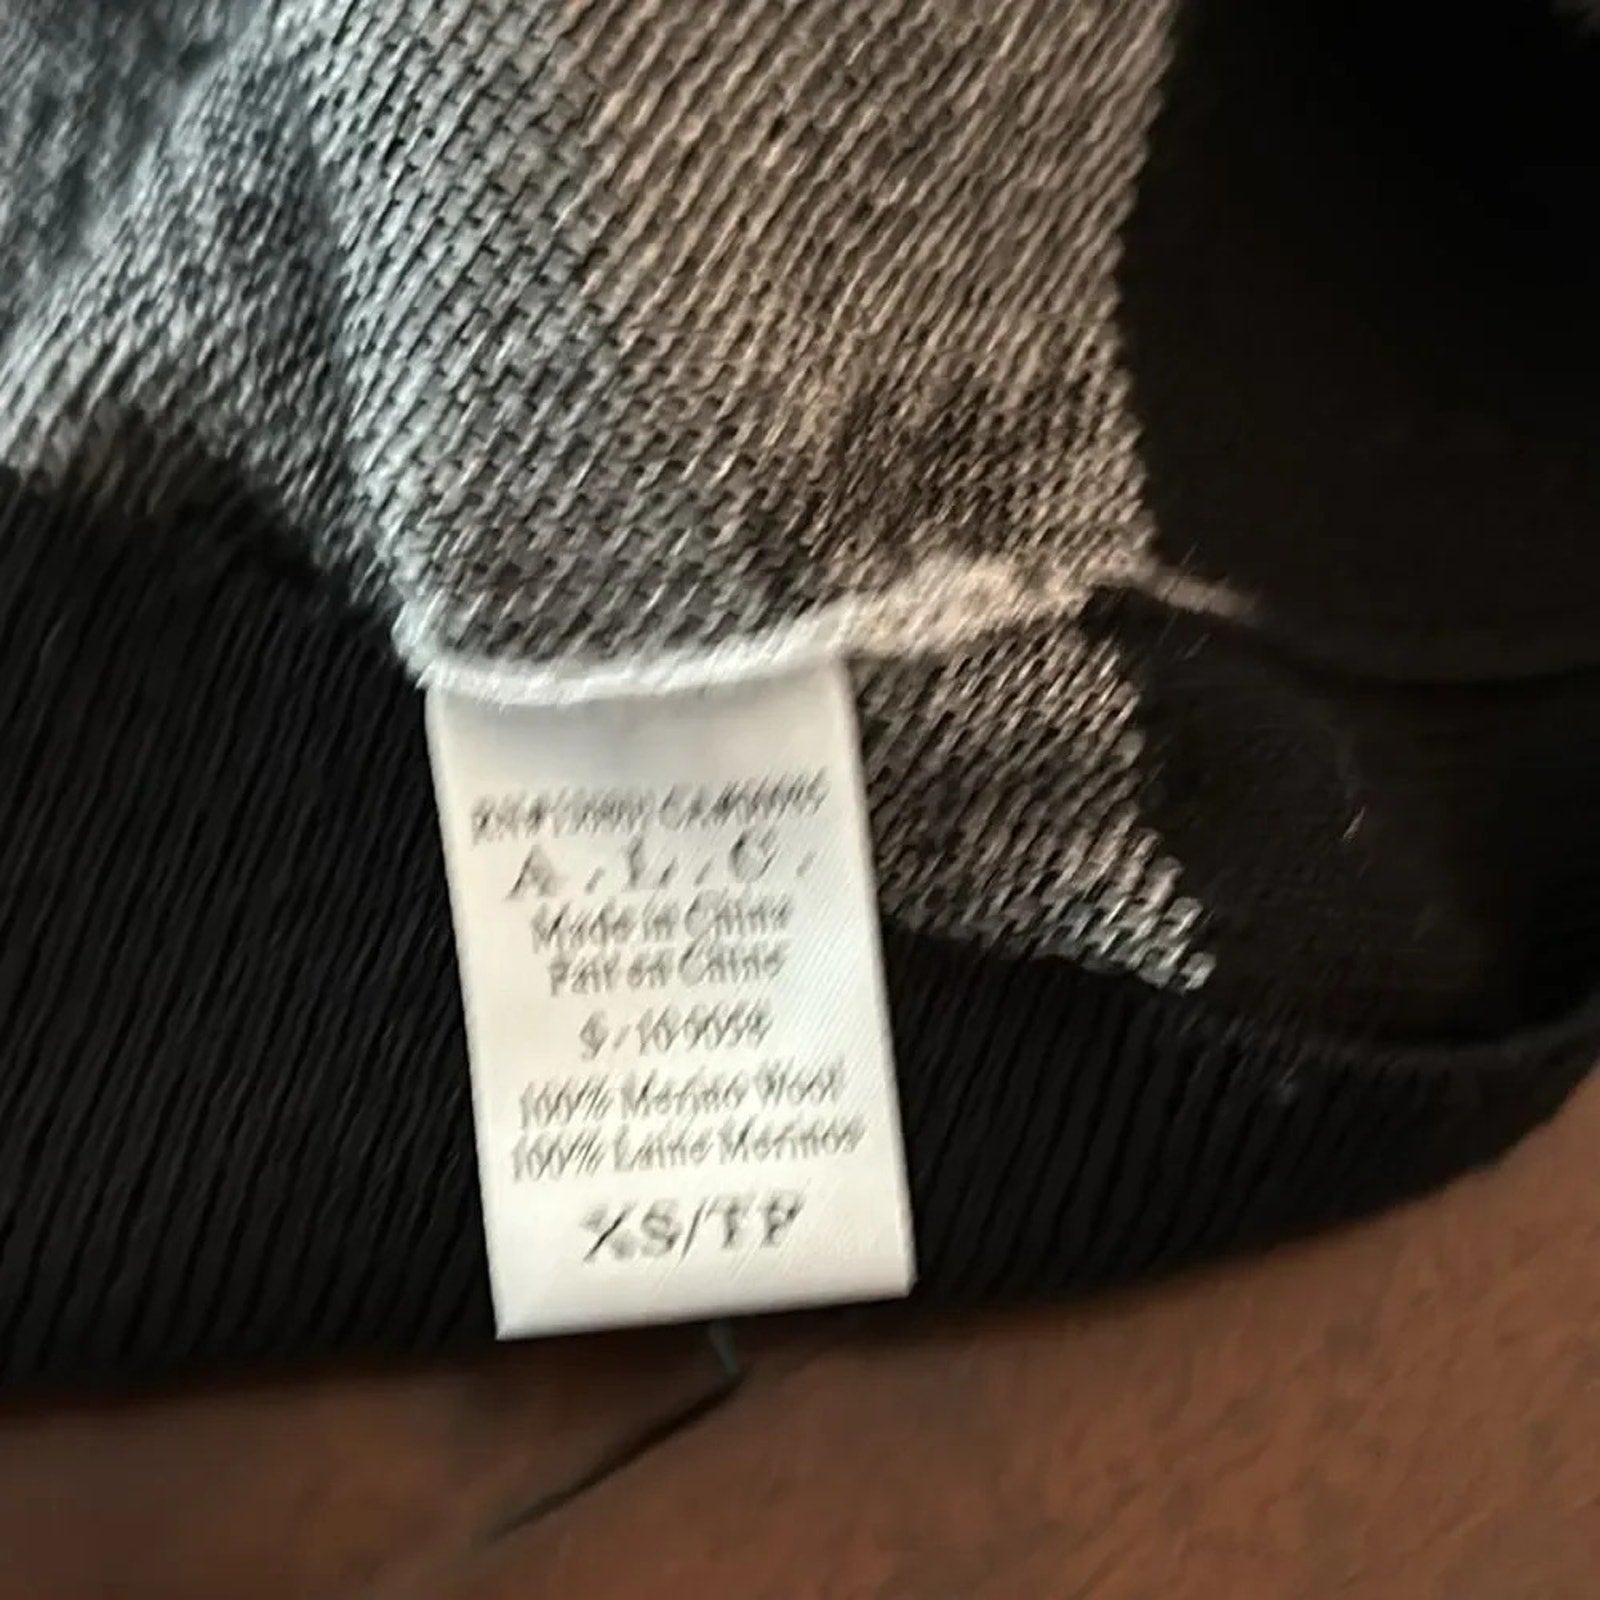 A.L.C.
Made in China
Fait en Chine
100% Merino Wool
100% Laine Merinos
XS/TP